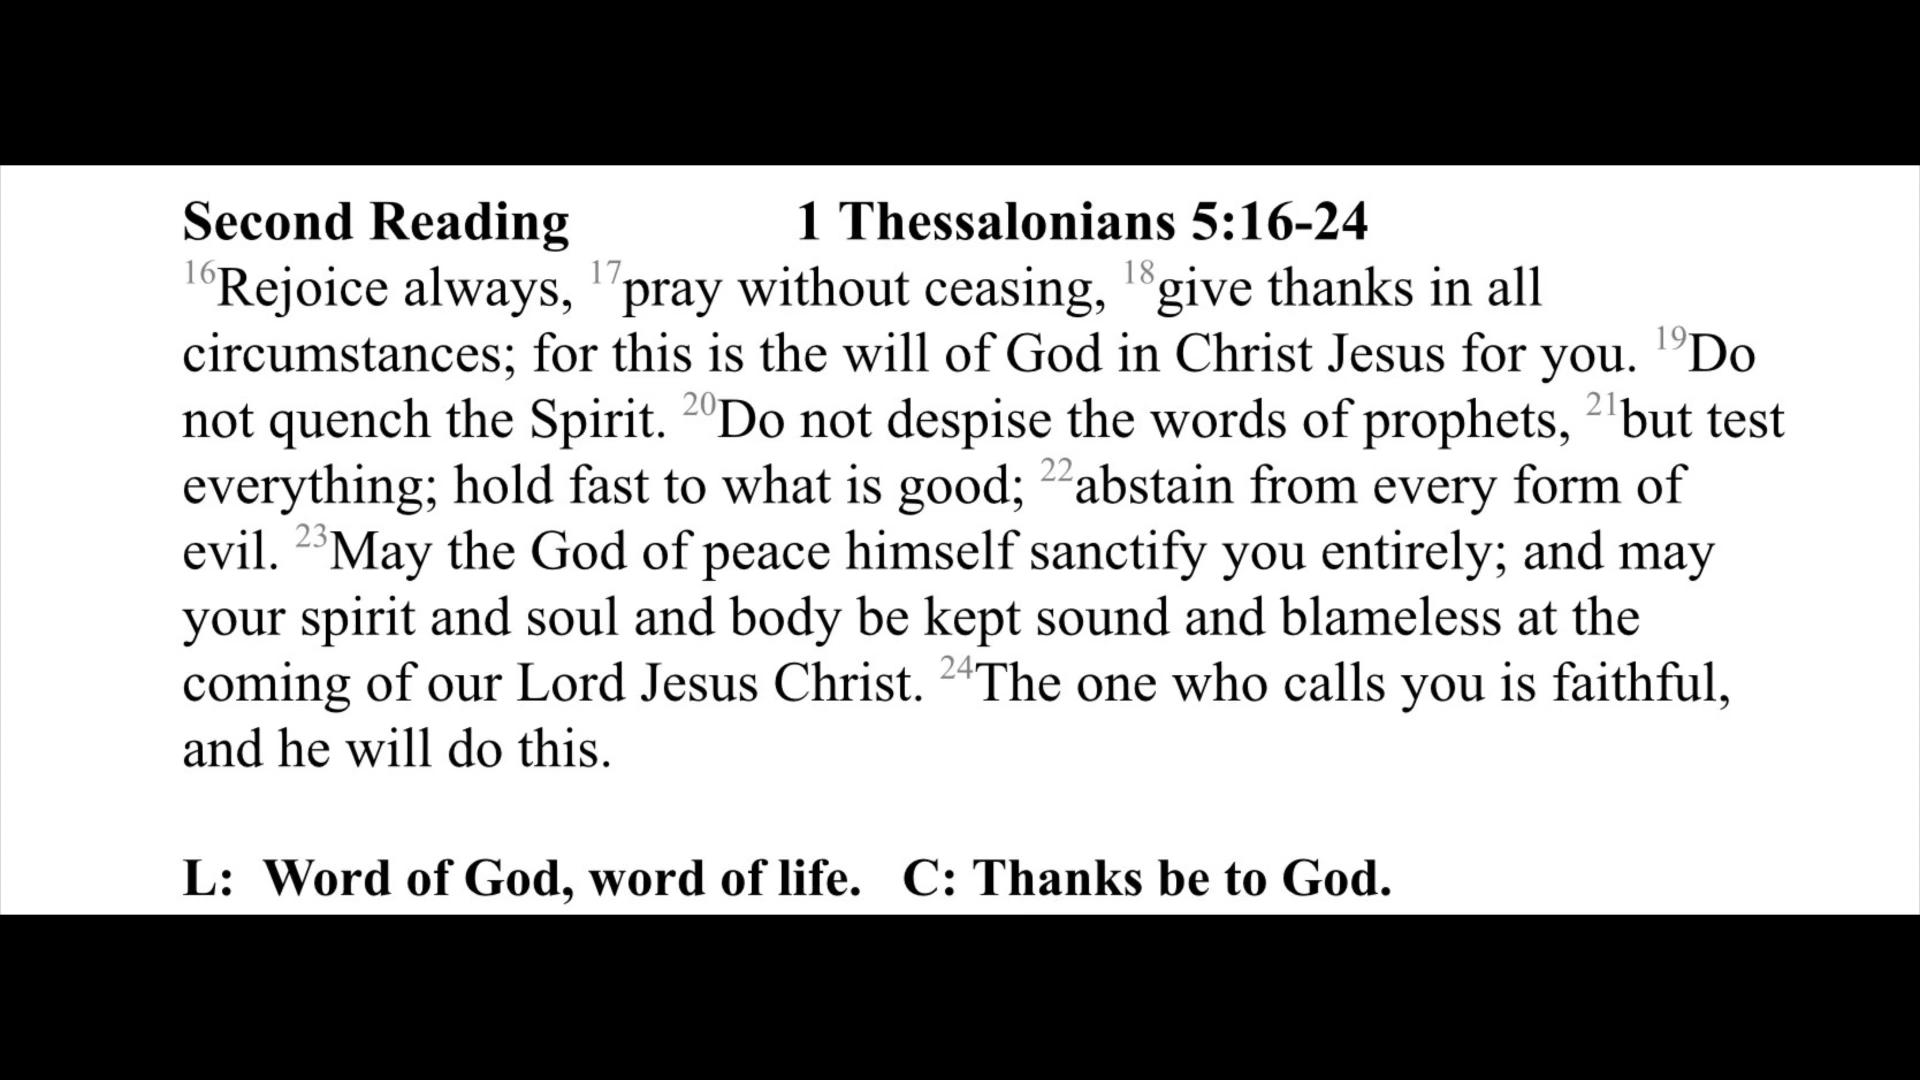 Second Reading 1 Thessalonians 5:16-24
16Rejoice always, 17pray without ceasing, 18give thanks in all
circumstances; for this is the will of God in Christ Jesus for you. 19Do
not quench the Spirit. 20Do not despise the words of prophets, 21but test
everything; hold fast to what is good; 22abstain from every form of
evil. 23May the God of peace himself sanctify you entirely; and may
your spirit and soul and body be kept sound and blameless at the
coming of our Lord Jesus Christ. 24The one who calls you is faithful,
and he will do this.
L: Word of God, word of life. C: Thanks be to God.